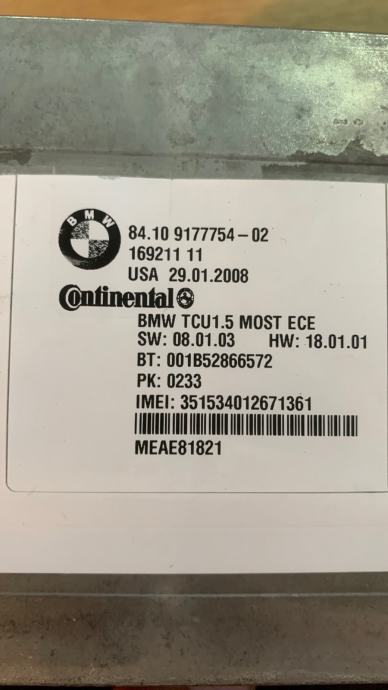 BMW
84.10 9177754-02
169211 11
USA 29.01.2008
Continental
BMW TCU1.5 MOST ECE
SW: 08.01.03 HW: 18.01.01
BT: 001B52866572
PK: 0233
IMEI: 351534012671361
MEAE81821